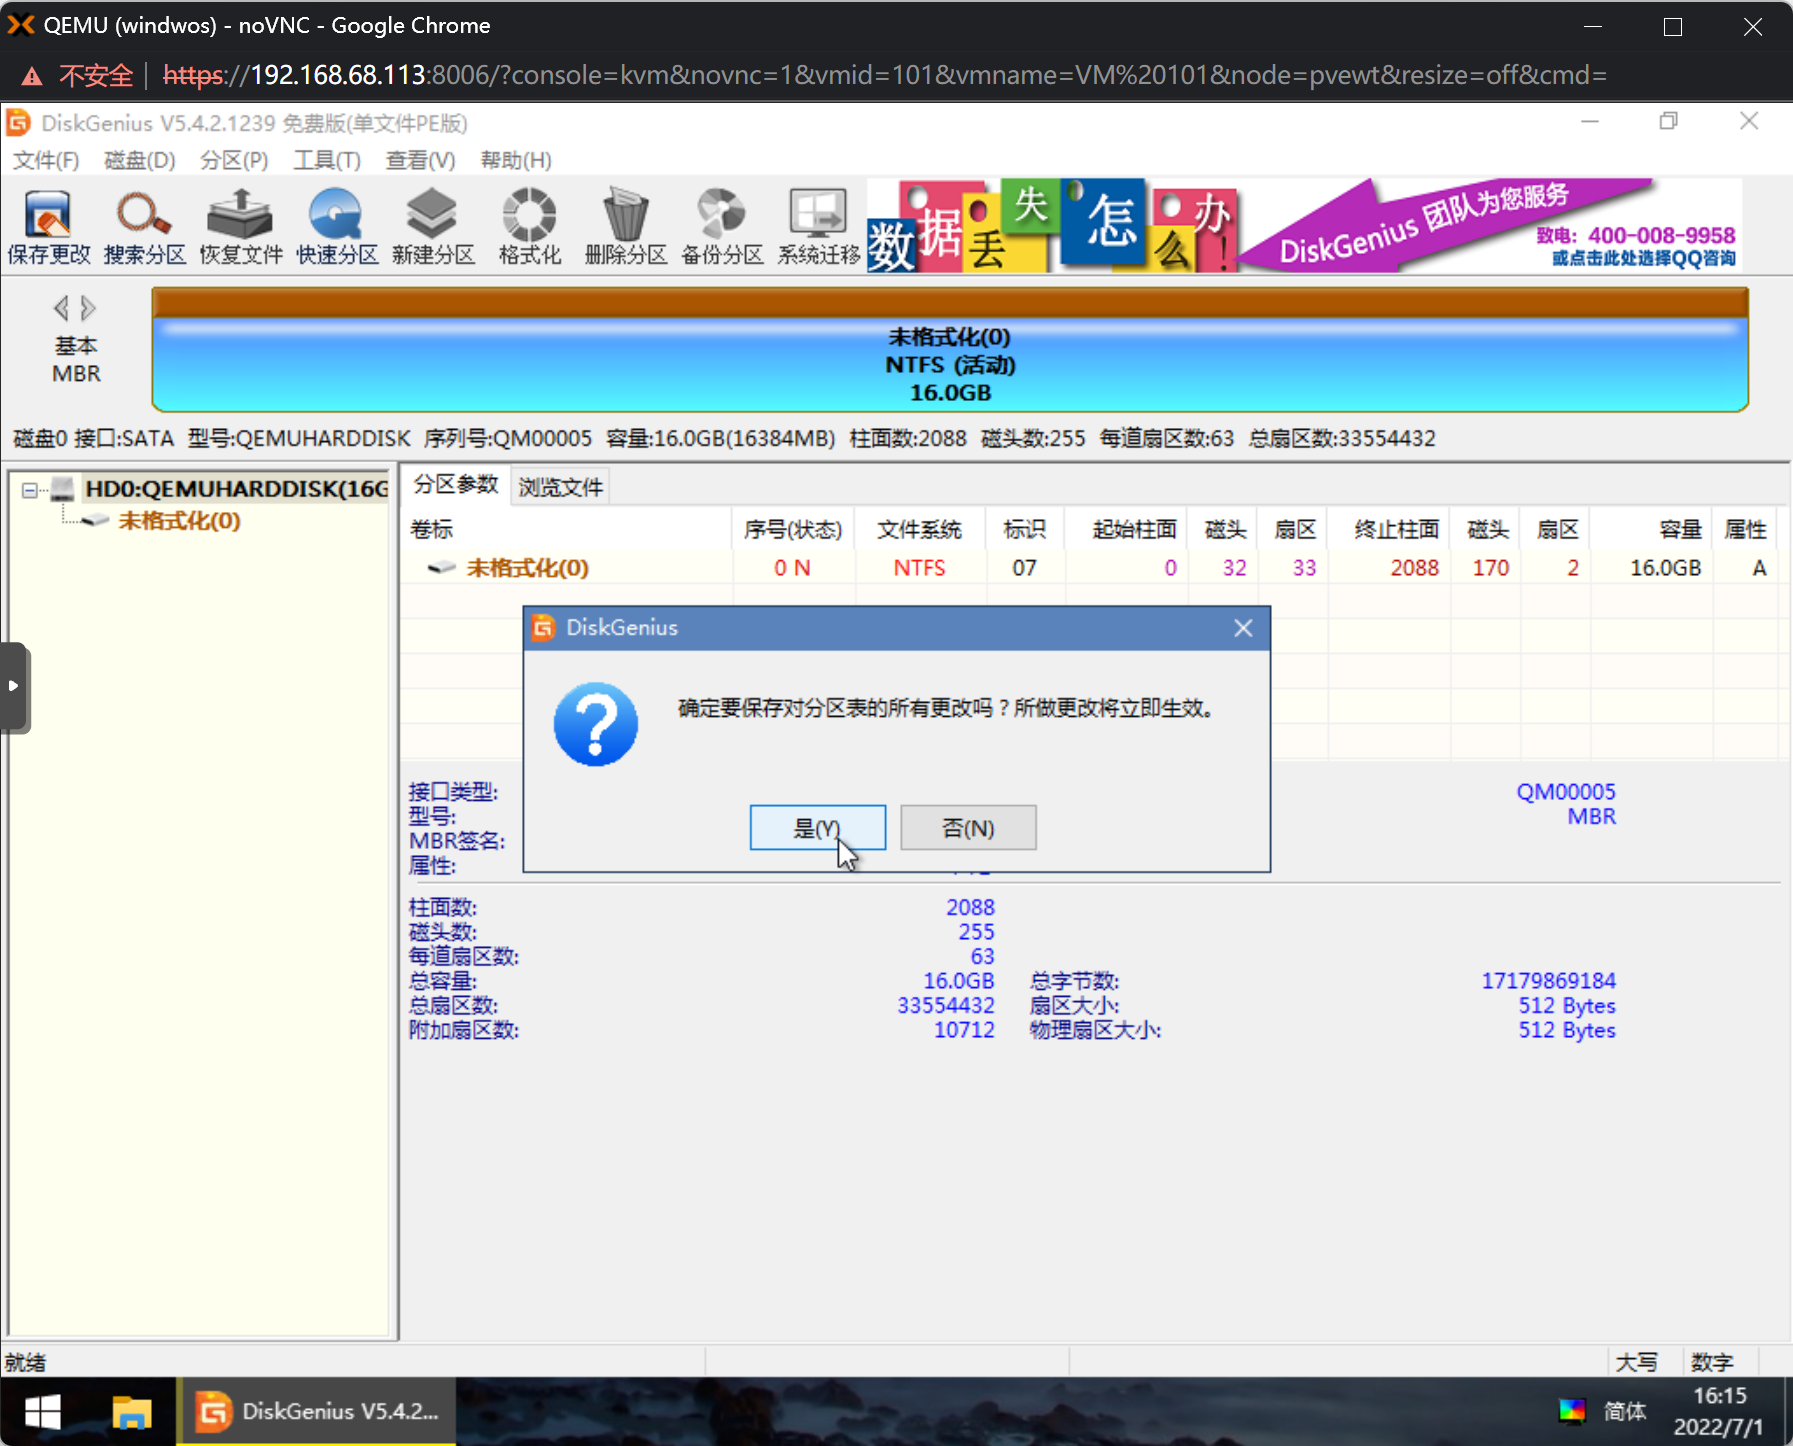 QEMU (windwos) - noVNC - Google Chrome
不安全 https://192.168.68.113:8006/?console=kvm&novnc=1&vmid=101&vmname=VM%20101&node=pvewt&resize=off&cmd=
DiskGenius V5.4.2.1239 免费版(单文件PE版)
文件(F) 磁盘(D) 分区(P) 工具(T) 查看(V) 帮助(H)
保存更改 搜索分区 恢复文件 快速分区 新建分区 格式化 删除分区 备份分区 系统迁移
数据丢失怎么办!
DiskGenius 团队为您服务
致电: 400-008-9958
或点击此处选择QQ咨询
基本
MBR
未格式化(0)
NTFS (活动)
16.0GB
磁盘0 接口:SATA 型号:QEMUHARDDISK 序列号:QM00005 容量:16.0GB(16384MB) 柱面数:2088 磁头数:255 每道扇区数:63 总扇区数:33554432
HD0:QEMUHARDDISK(16G
未格式化(0)
分区参数 浏览文件
卷标 序号(状态) 文件系统 标识 起始柱面 磁头 扇区 终止柱面 磁头 扇区 容量 属性
未格式化(0) 0 N NTFS 07 0 32 33 2088 170 2 16.0GB A
DiskGenius
确定要保存对分区表的所有更改吗？所做更改将立即生效。
是(Y) 否(N)
接口类型: QM00005
型号: MBR
MBR签名:
属性:
柱面数: 2088
磁头数: 255
每道扇区数: 63
总容量: 16.0GB 总字节数: 17179869184
总扇区数: 33554432 扇区大小: 512 Bytes
附加扇区数: 10712 物理扇区大小: 512 Bytes
就绪 大写 数字
DiskGenius V5.4.2...
简体
16:15
2022/7/1